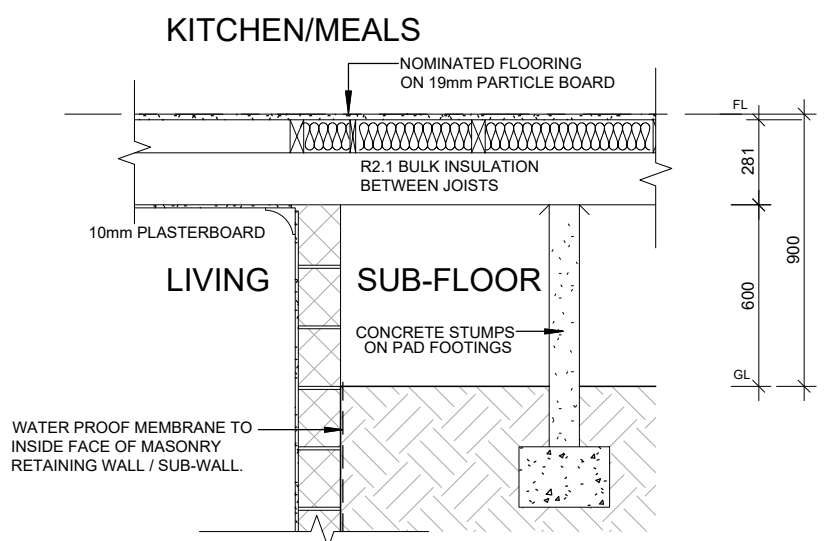 KITCHEN/MEALS
NOMINATED FLOORING
ON 19mm PARTICLE BOARD
FL
R2.1 BULK INSULATION
BETWEEN JOISTS
281
10mm PLASTERBOARD
900
LIVING
SUB-FLOOR
600
CONCRETE STUMPS
ON PAD FOOTINGS
GL
WATER PROOF MEMBRANE TO
INSIDE FACE OF MASONRY
RETAINING WALL / SUB-WALL.